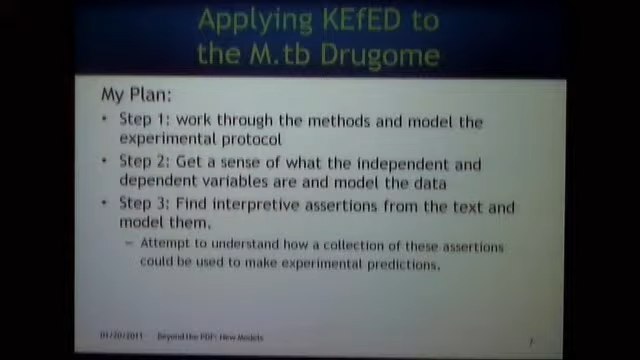 Applying KEfED to
the M.tb Drugome
My Plan:
• Step 1: work through the methods and model the
experimental protocol
• Step 2: Get a sense of what the independent and
dependent variables are and model the data
• Step 3: Find interpretive assertions from the text and
model them.
– Attempt to understand how a collection of these assertions
could be used to make experimental predictions.
01/20/2011 Beyond the PDF: New Models 7